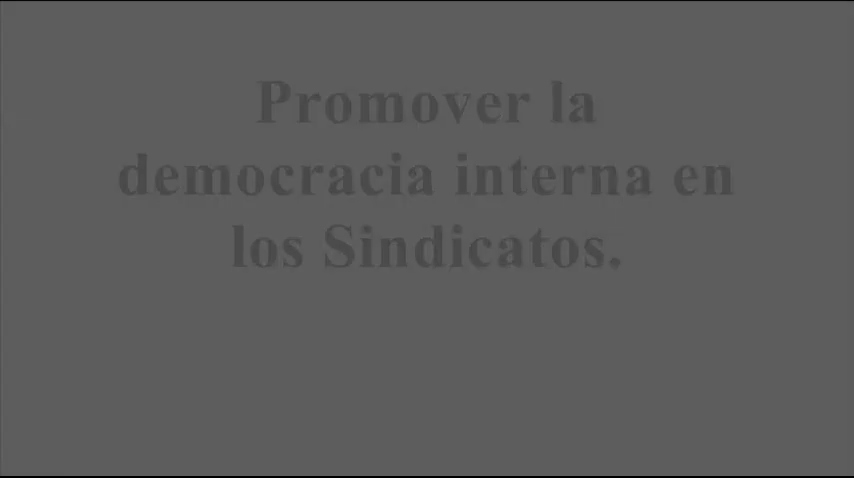 Promover la
democracia interna en
los Sindicatos.